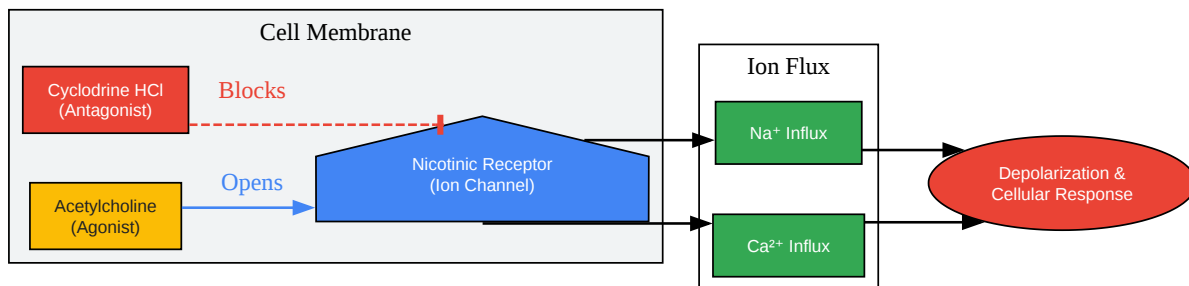 Cell Membrane
Cyclodrine HCl
(Antagonist)
Blocks
Nicotinic Receptor
(Ion Channel)
Acetylcholine
(Agonist)
Opens
Ion Flux
Na⁺ Influx
Ca²⁺ Influx
Depolarization &
Cellular Response